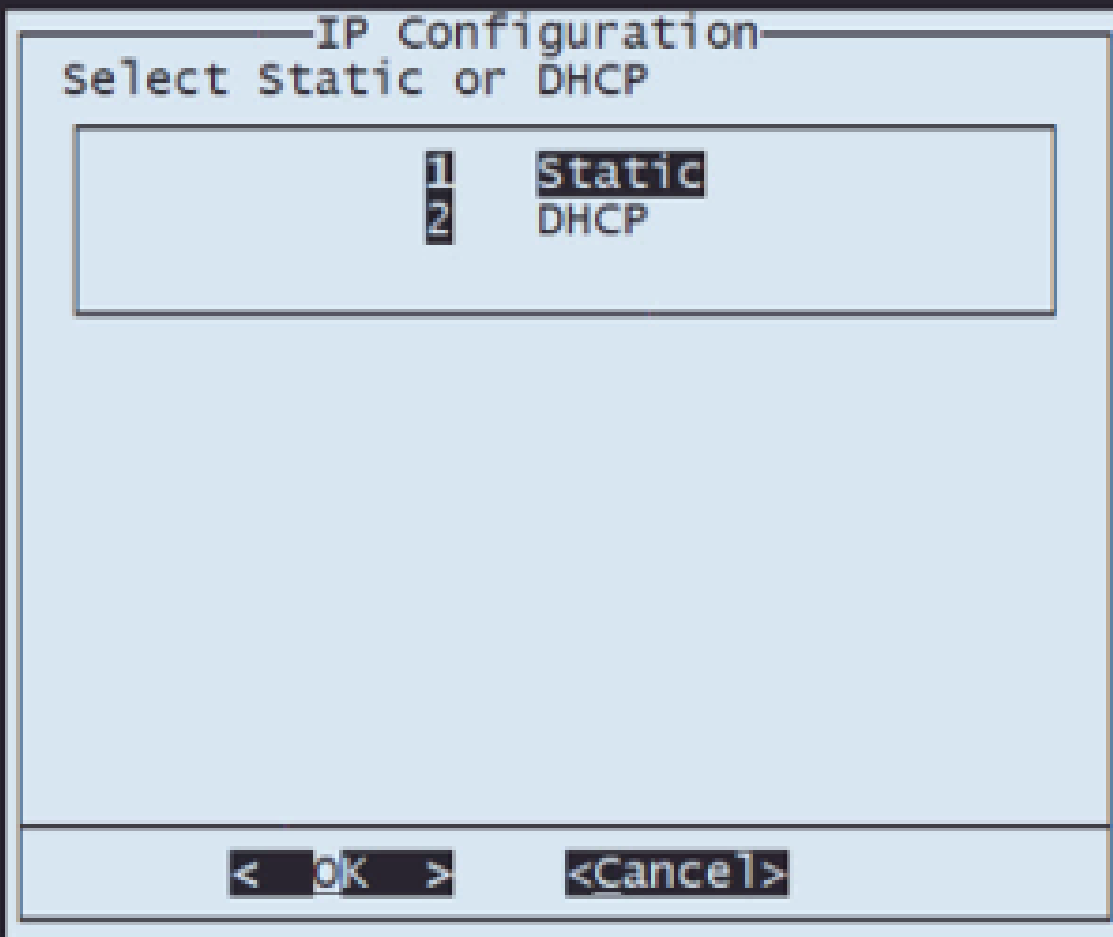 IP Configuration
Select Static or DHCP
1 Static
2 DHCP
< OK > <Cancel>